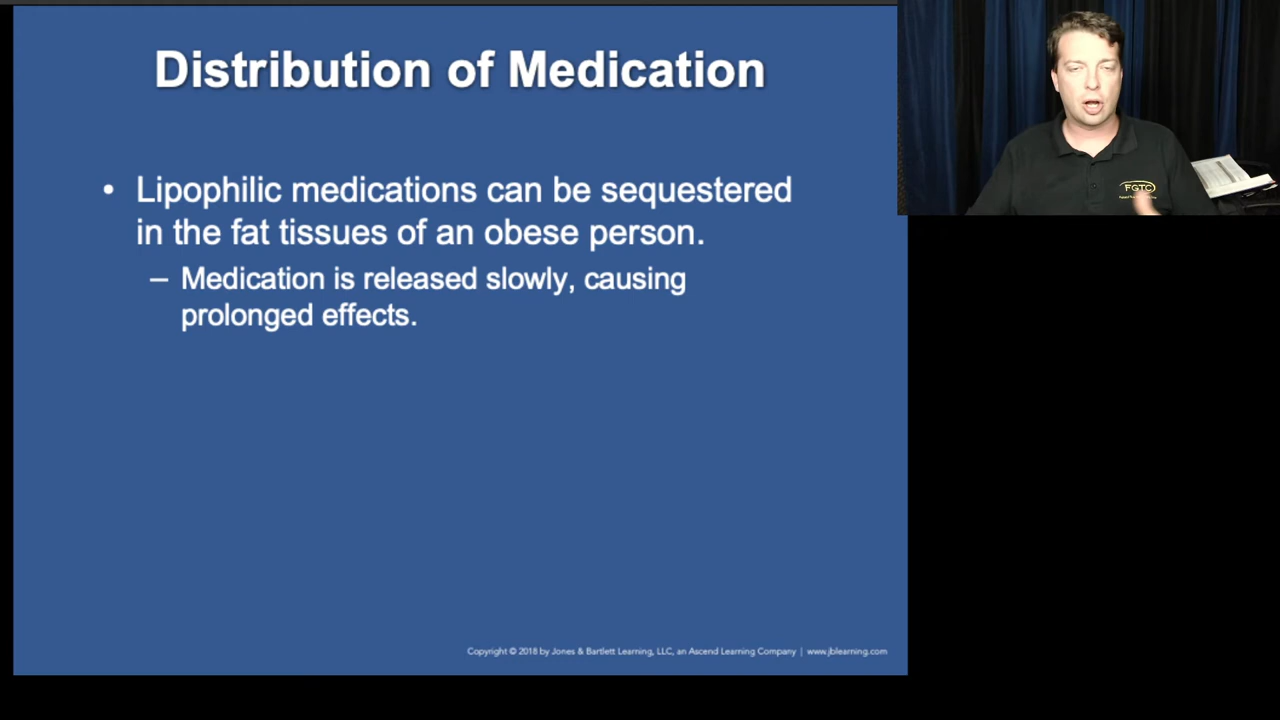 Distribution of Medication
• Lipophilic medications can be sequestered
in the fat tissues of an obese person.
– Medication is released slowly, causing
prolonged effects.
Copyright © 2018 by Jones & Bartlett Learning, LLC, an Ascend Learning Company | www.jblearning.com
FGTC